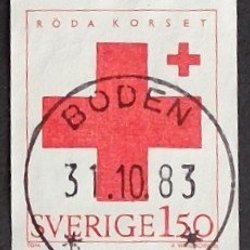 RÖDA KORSET
BODEN
31.10.83
SVERIGE 150